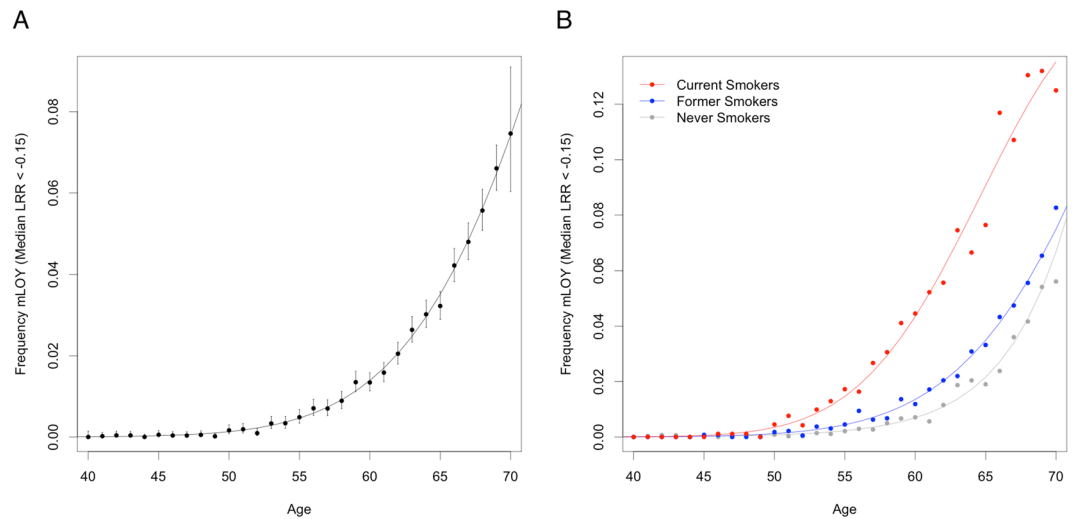 A
B
Frequency mLOY (Median LRR < -0.15)
0.08
0.06
0.04
0.02
0.00
40 45 50 55 60 65 70
Age
Frequency mLOY (Median LRR < -0.15)
0.12
0.10
0.08
0.06
0.04
0.02
0.00
Current Smokers
Former Smokers
Never Smokers
40 45 50 55 60 65 70
Age